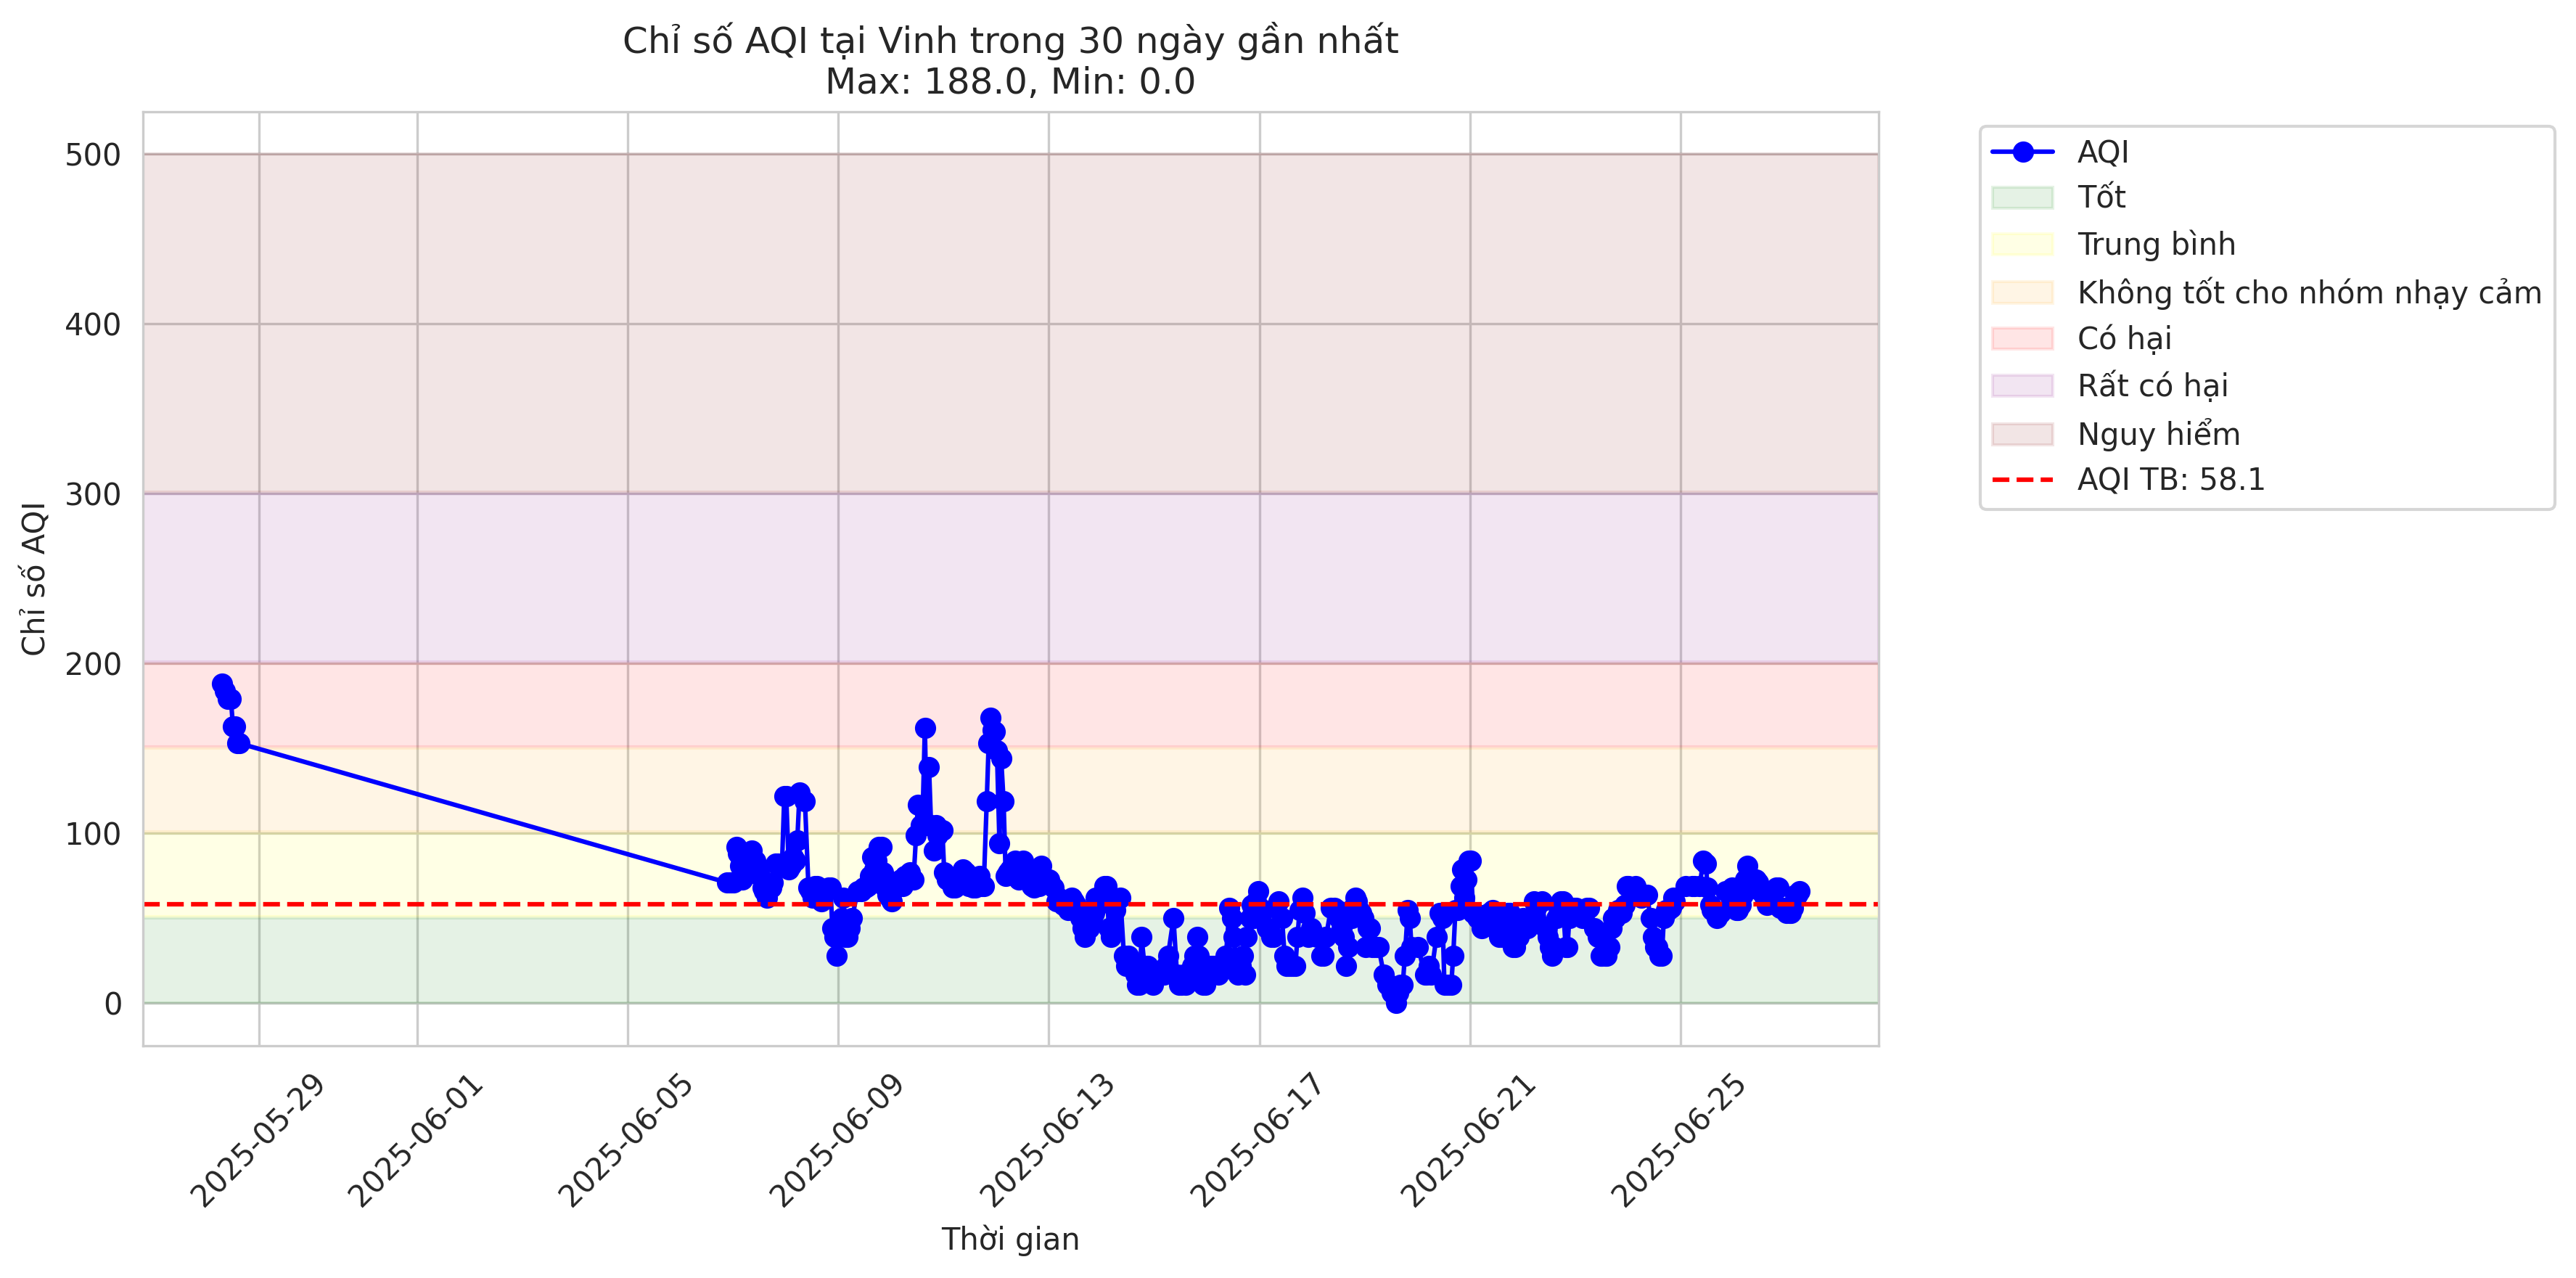 Chỉ số AQI tại Vinh trong 30 ngày gần nhất
Max: 188.0, Min: 0.0
Chỉ số AQI
500
400
300
200
100
0
2025-05-29
2025-06-01
2025-06-05
2025-06-09
2025-06-13
2025-06-17
2025-06-21
2025-06-25
Thời gian
AQI
Tốt
Trung bình
Không tốt cho nhóm nhạy cảm
Có hại
Rất có hại
Nguy hiểm
AQI TB: 58.1